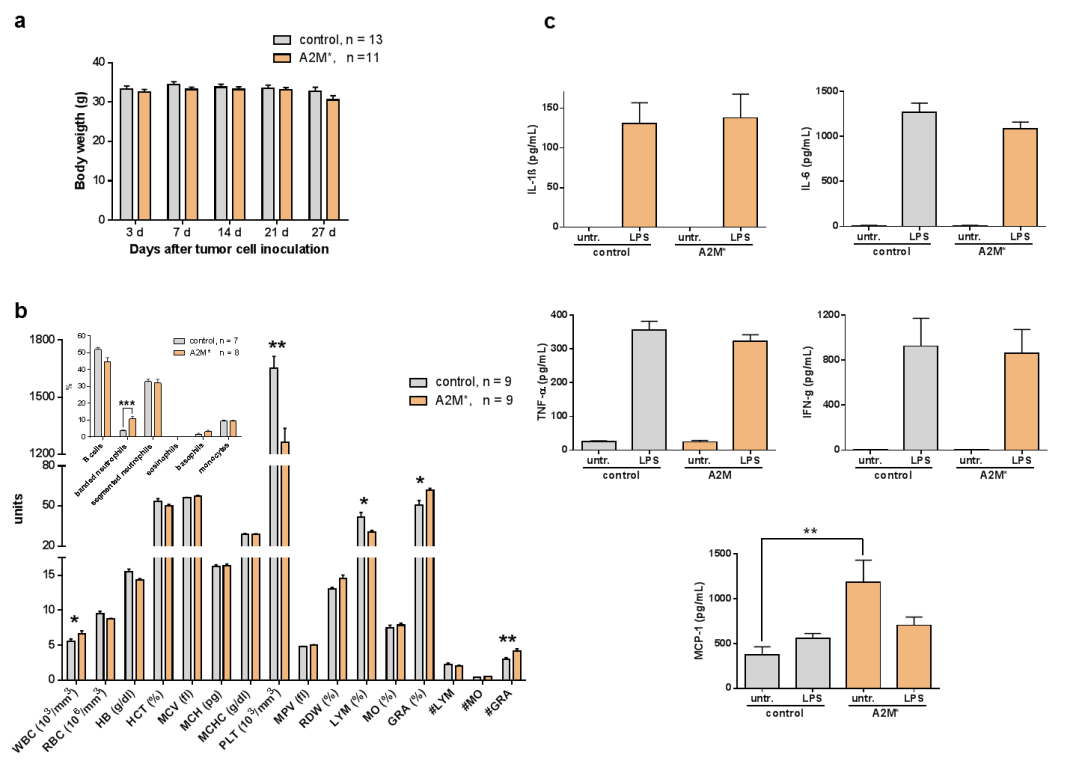 a
control, n = 13
A2M*, n =11
Body weigth (g)
40
30
20
10
0
3 d 7 d 14 d 21 d 27 d
Days after tumor cell inoculation
b
control, n = 7
A2M* n = 8
%
60
50
40
30
20
10
0
***
B cells
banded neutrophils
segmented neutrophils
eosinophils
basophils
monocytes
control, n = 9
A2M*, n = 9
units
1800
1500
1200
80
50
20
15
10
5
0
*
**
*
*
**
WBC (10³/mm³)
RBC (10⁶/mm³)
HB (g/dl)
HCT (%)
MCV (fl)
MCH (pg)
MCHC (g/dl)
PLT (10³/mm³)
MPV (fl)
RDW (%)
LYM (%)
MO (%)
GRA (%)
#LYM
#MO
#GRA
c
IL-1ß (pg/mL)
150
100
50
0
untr. LPS untr. LPS
control A2M*
IL-6 (pg/mL)
1500
1000
500
0
untr. LPS untr. LPS
control A2M*
TNF-α (pg/mL)
400
300
200
100
0
untr. LPS untr. LPS
control A2M
IFN-g (pg/mL)
1200
800
400
0
untr. LPS untr. LPS
control A2M*
MCP-1 (pg/mL)
1500
1000
500
0
**
untr. LPS untr. LPS
control A2M*